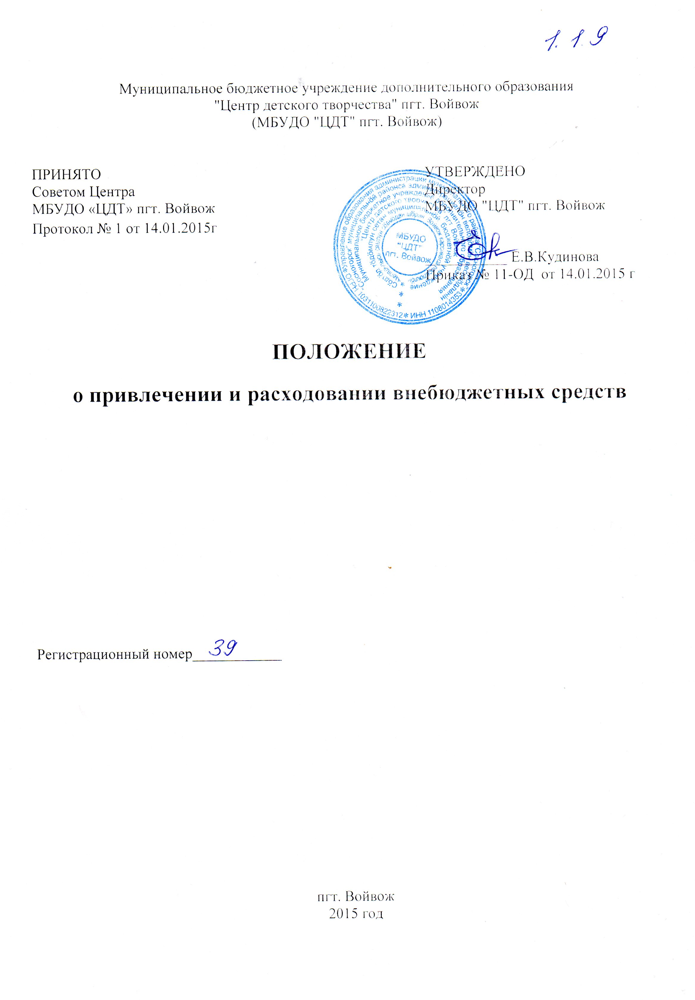 1. 1. 9
Муниципальное бюджетное учреждение дополнительного образования
"Центр детского творчества" пгт. Войвож
(МБУДО "ЦДТ" пгт. Войвож)
ПРИНЯТО
Советом Центра
МБУДО «ЦДТ» пгт. Войвож
Протокол № 1 от 14.01.2015г
УТВЕРЖДЕНО
Директор
МБУДО "ЦДТ" пгт. Войвож
Е.В.Кудинова
Приказ № 11-ОД от 14.01.2015 г
МБУДО
"ЦДТ"
пгт. Войвож
ОГРН 1031100822312 * ИНН 1108014353 *
ПОЛОЖЕНИЕ
о привлечении и расходовании внебюджетных средств
Регистрационный номер 39
пгт. Войвож
2015 год